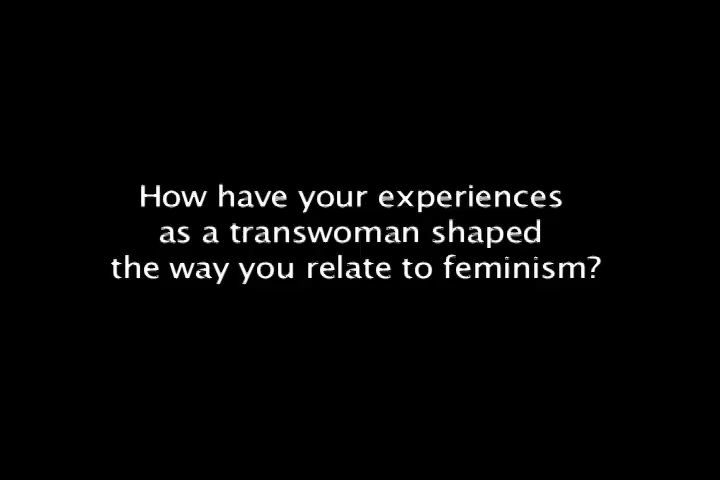 How have your experiences
as a transwoman shaped
the way you relate to feminism?